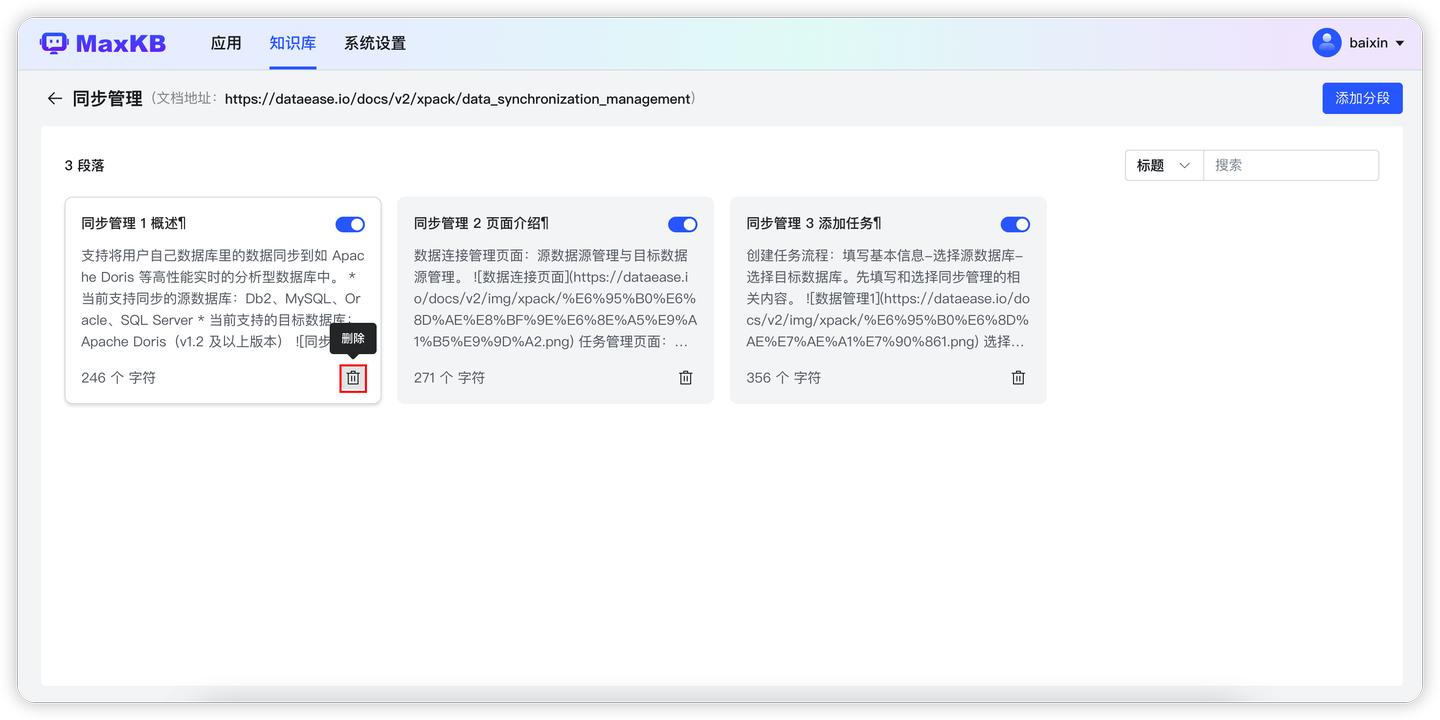 MaxKB 应用 知识库 系统设置 baixin
同步管理 (文档地址: https://dataease.io/docs/v2/xpack/data_synchronization_management) 添加分段
3 段落 标题 搜索
同步管理 1 概述¶
支持将用户自己数据库里的数据同步到如 Apac
he Doris 等高性能实时的分析型数据库中。 *
当前支持同步的源数据库：Db2、MySQL、Or
acle、SQL Server * 当前支持的目标数据库：
Apache Doris（v1.2 及以上版本） ![同步
删除
246 个 字符
同步管理 2 页面介绍¶
数据连接管理页面：源数据源管理与目标数据
源管理。 ![数据连接页面](https://dataease.i
o/docs/v2/img/xpack/%E6%95%B0%E6%
8D%AE%E8%BF%9E%E6%8E%A5%E9%A
1%B5%E9%9D%A2.png) 任务管理页面：...
271 个 字符
同步管理 3 添加任务¶
创建任务流程：填写基本信息–选择源数据库–
选择目标数据库。先填写和选择同步管理的相
关内容。 ![数据管理1](https://dataease.io/do
cs/v2/img/xpack/%E6%95%B0%E6%8D%
AE%E7%AE%A1%E7%90%861.png) 选择...
356 个 字符